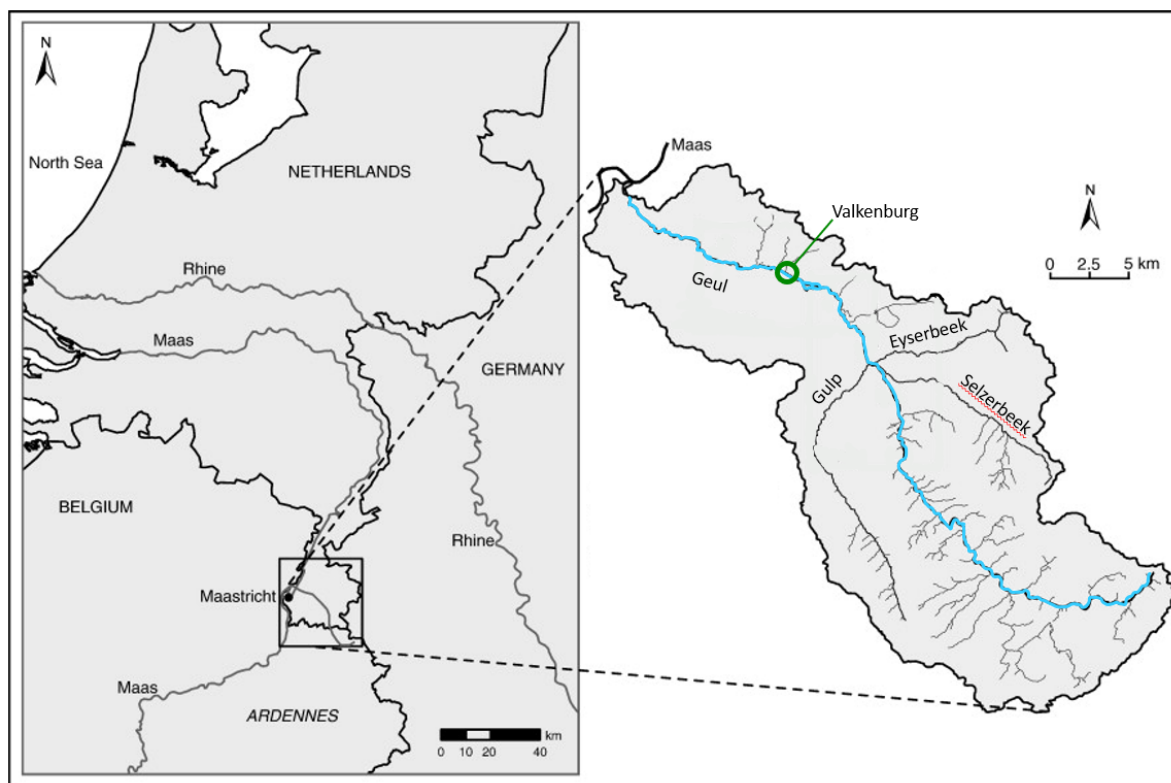 N
North Sea
NETHERLANDS
Rhine
Maas
GERMANY
BELGIUM
Rhine
Maastricht
Maas
ARDENNES
km
0 10 20 40
Maas
N
Valkenburg
0 2.5 5 km
Geul
Eyserbeek
Gulp
Selzerbeek